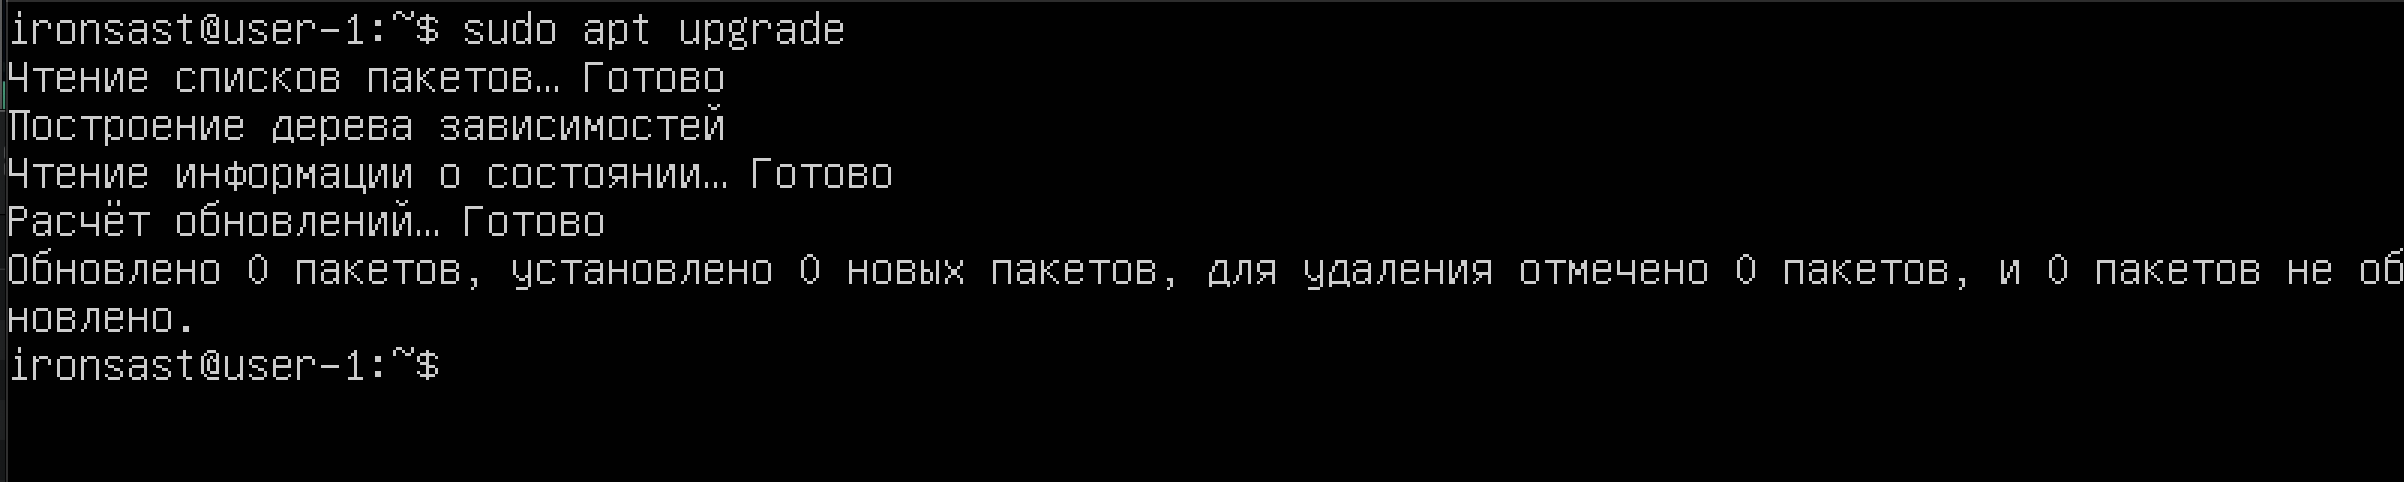 ironsast@user-1:~$ sudo apt upgrade
Чтение списков пакетов… Готово
Построение дерева зависимостей
Чтение информации о состоянии… Готово
Расчёт обновлений… Готово
Обновлено 0 пакетов, установлено 0 новых пакетов, для удаления отмечено 0 пакетов, и 0 пакетов не об
новлено.
ironsast@user-1:~$